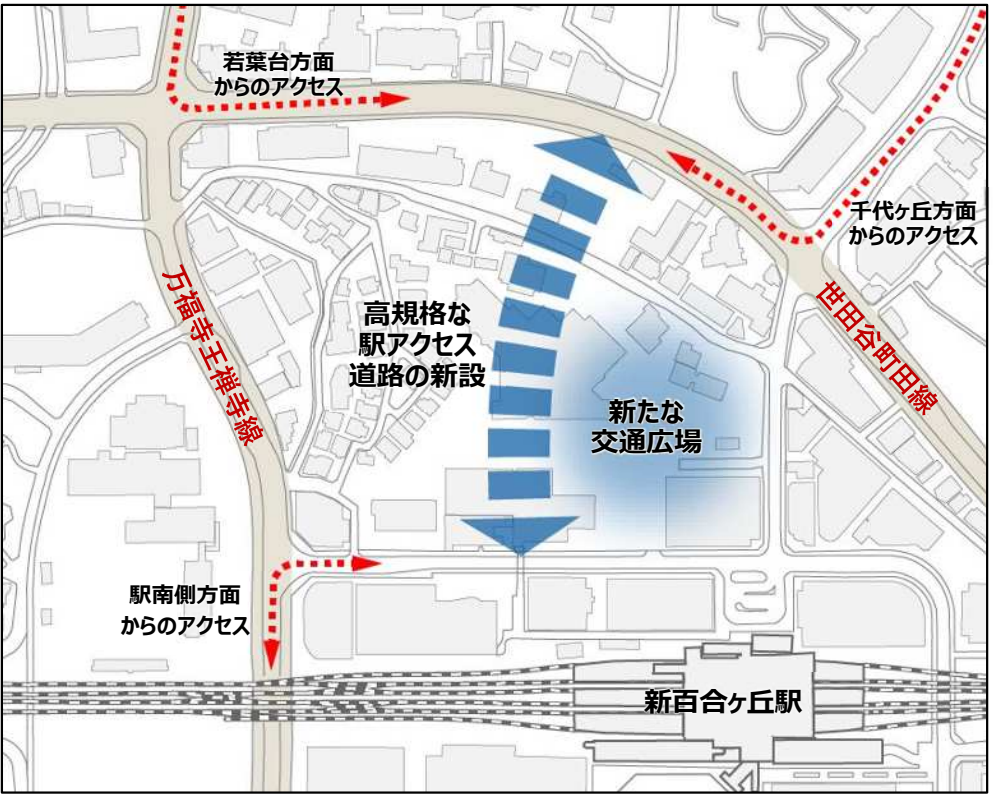 若葉台方面
からのアクセス
千代ヶ丘方面
からのアクセス
万福寺王禅寺線
高規格な
駅アクセス
道路の新設
世田谷町田線
新たな
交通広場
駅南側方面
からのアクセス
新百合ヶ丘駅